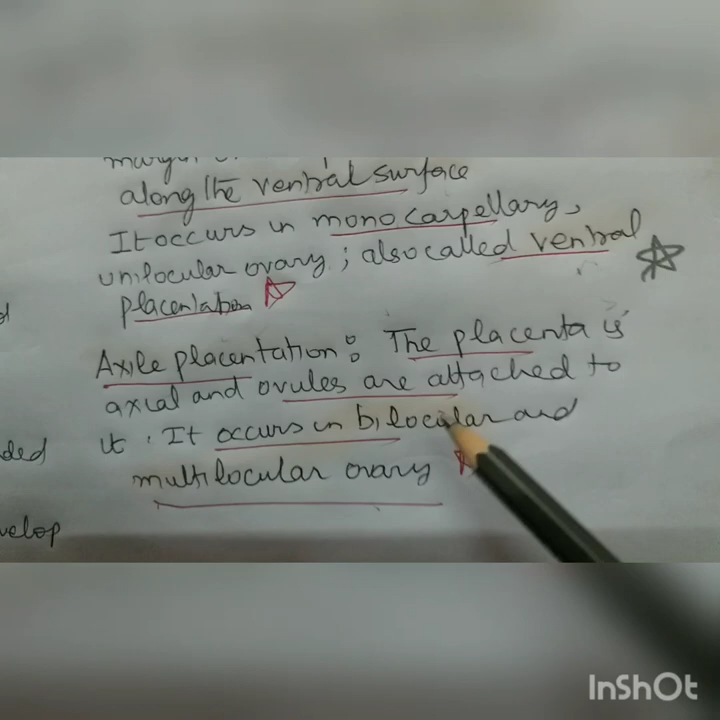 along the ventral surface
It occurs in monocarpellary,
unilocular ovary ; also called ventral
placentation
Axile placentation : The placenta is
axial and ovules are attached to
it . It occurs in bilocular and
multilocular ovary
ded
velop
InShOt